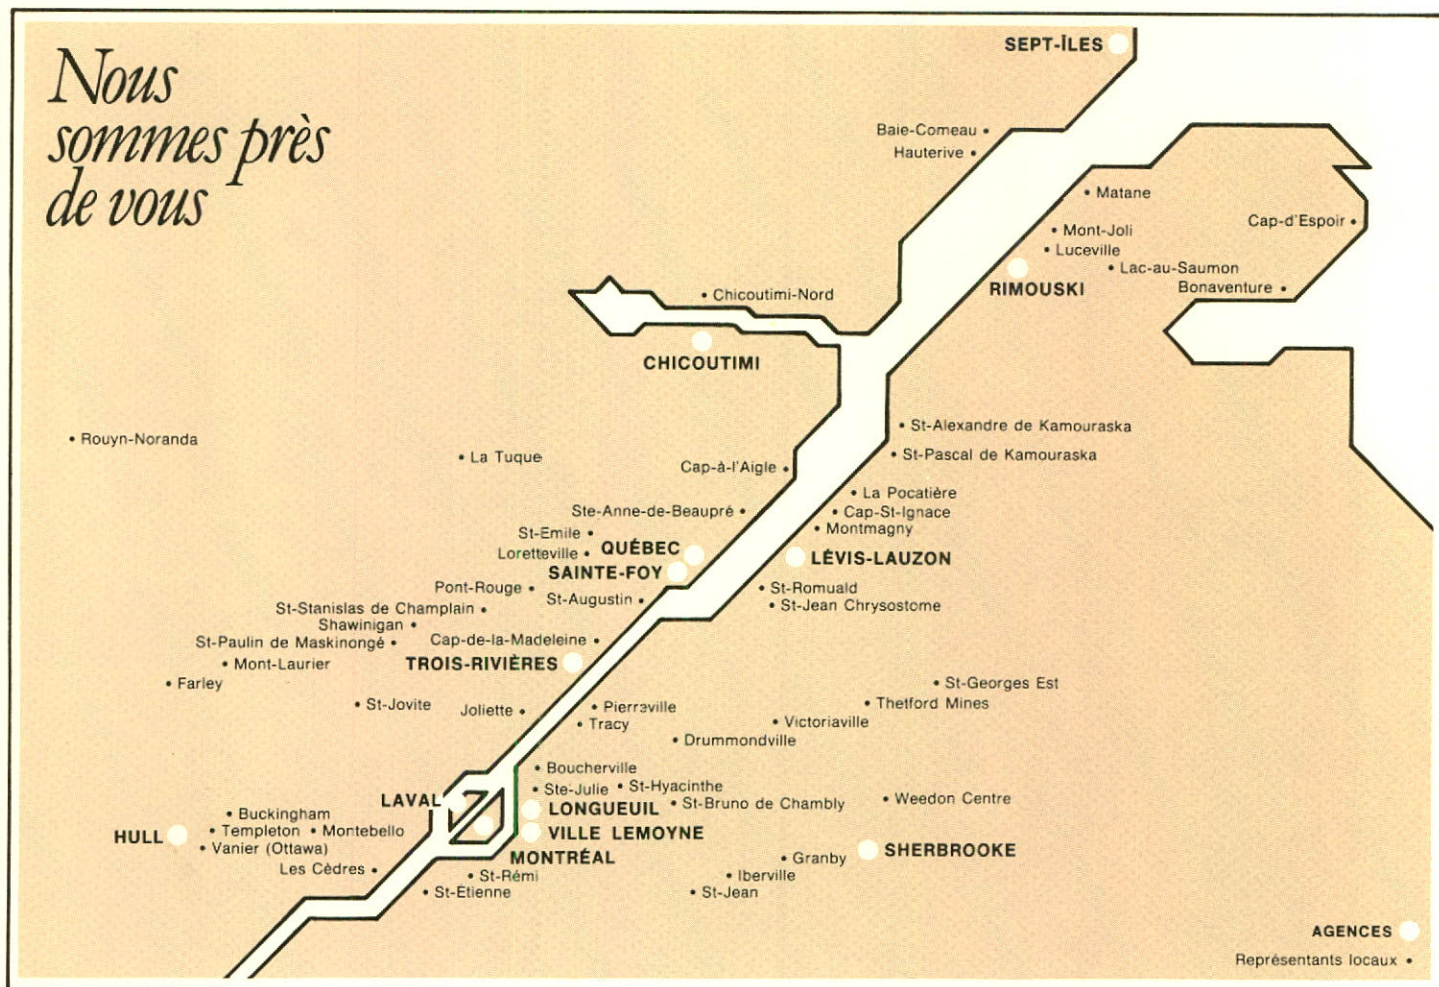 Nous
sommes près
de vous
SEPT-ÎLES
Baie-Comeau
Hauterive
Matane
Cap-d'Espoir
Mont-Joli
Luceville
Lac-au-Saumon
RIMOUSKI
Bonaventure
Chicoutimi-Nord
CHICOUTIMI
St-Alexandre de Kamouraska
Rouyn-Noranda
La Tuque
St-Pascal de Kamouraska
Cap-à-l'Aigle
La Pocatière
Ste-Anne-de-Beaupré
Cap-St-Ignace
St-Emile
Montmagny
Loretteville
QUÉBEC
LÉVIS-LAUZON
SAINTE-FOY
Pont-Rouge
St-Romuald
St-Augustin
St-Jean Chrysostome
St-Stanislas de Champlain
Shawinigan
St-Paulin de Maskinongé
Cap-de-la-Madeleine
Mont-Laurier
TROIS-RIVIÈRES
Farley
St-Georges Est
St-Jovite
Joliette
Pierreville
Thetford Mines
Tracy
Victoriaville
Drummondville
Boucherville
Ste-Julie
St-Hyacinthe
LAVAL
LONGUEUIL
St-Bruno de Chambly
Weedon Centre
Buckingham
Templeton
Montebello
HULL
VILLE LEMOYNE
Vanier (Ottawa)
MONTRÉAL
Granby
SHERBROOKE
Les Cèdres
St-Rémi
Iberville
St-Étienne
St-Jean
AGENCES
Représentants locaux